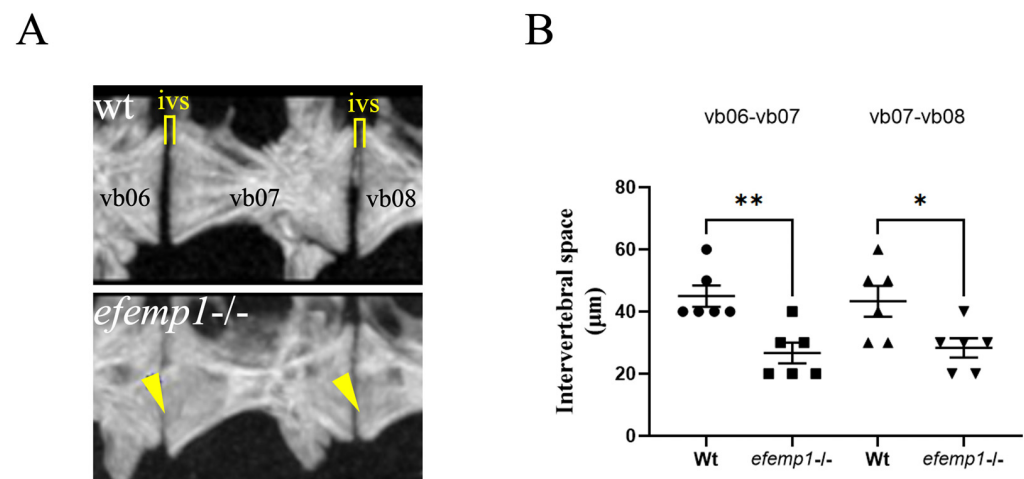 A
wt
ivs
ivs
vb06
vb07
vb08
efemp1-/-
B
vb06-vb07
vb07-vb08
**
*
Intervertebral space
(μm)
80
60
40
20
0
Wt
efemp1-/-
Wt
efemp1-/-